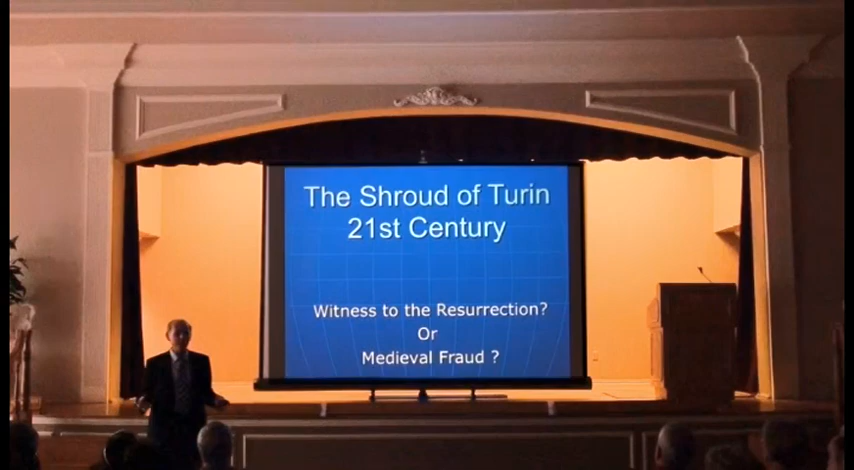 The Shroud of Turin
21st Century
Witness to the Resurrection?
Or
Medieval Fraud ?